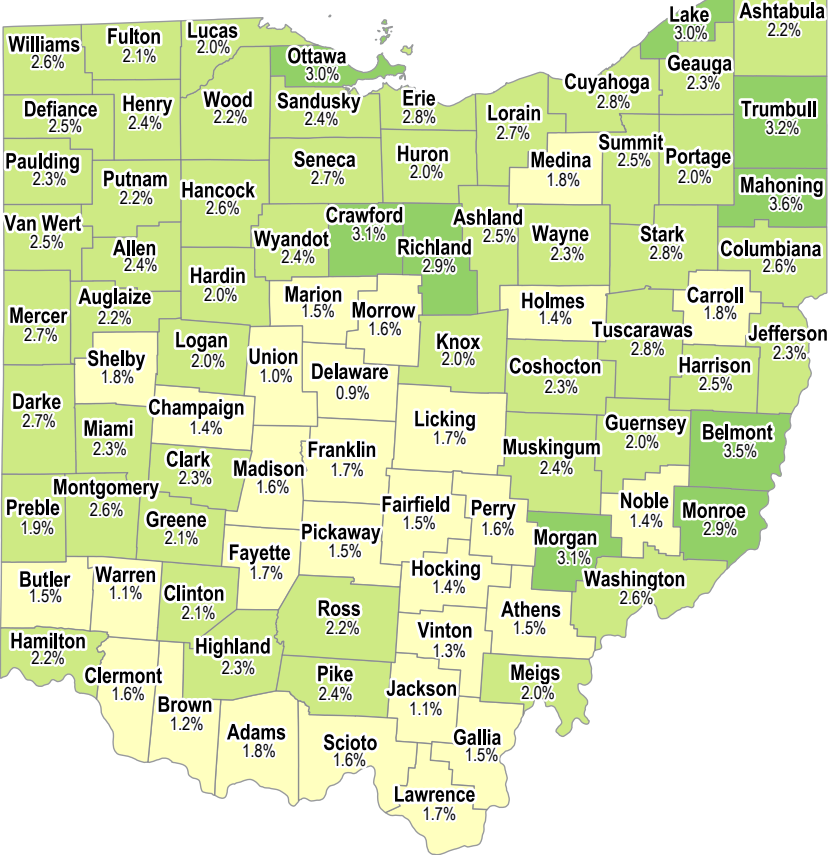 Lake
3.0%
Ashtabula
2.2%
Williams
2.6%
Fulton
2.1%
Lucas
2.0%
Ottawa
3.0%
Geauga
2.3%
Cuyahoga
2.8%
Defiance
2.5%
Henry
2.4%
Wood
2.2%
Sandusky
2.4%
Erie
2.8%
Lorain
2.7%
Trumbull
3.2%
Paulding
2.3%
Putnam
2.2%
Hancock
2.6%
Seneca
2.7%
Huron
2.0%
Medina
1.8%
Summit
2.5%
Portage
2.0%
Mahoning
3.6%
Van Wert
2.5%
Allen
2.4%
Wyandot
2.4%
Crawford
3.1%
Richland
2.9%
Ashland
2.5%
Wayne
2.3%
Stark
2.8%
Columbiana
2.6%
Mercer
2.7%
Auglaize
2.2%
Hardin
2.0%
Marion
1.5%
Morrow
1.6%
Holmes
1.4%
Carroll
1.8%
Tuscarawas
2.8%
Jefferson
2.3%
Shelby
1.8%
Logan
2.0%
Union
1.0%
Delaware
0.9%
Knox
2.0%
Coshocton
2.3%
Harrison
2.5%
Darke
2.7%
Miami
2.3%
Champaign
1.4%
Licking
1.7%
Muskingum
2.4%
Guernsey
2.0%
Belmont
3.5%
Clark
2.3%
Madison
1.6%
Franklin
1.7%
Preble
1.9%
Montgomery
2.6%
Greene
2.1%
Fayette
1.7%
Pickaway
1.5%
Fairfield
1.5%
Perry
1.6%
Morgan
3.1%
Noble
1.4%
Monroe
2.9%
Butler
1.5%
Warren
1.1%
Clinton
2.1%
Ross
2.2%
Hocking
1.4%
Athens
1.5%
Washington
2.6%
Hamilton
2.2%
Clermont
1.6%
Highland
2.3%
Vinton
1.3%
Pike
2.4%
Jackson
1.1%
Meigs
2.0%
Brown
1.2%
Adams
1.8%
Scioto
1.6%
Gallia
1.5%
Lawrence
1.7%